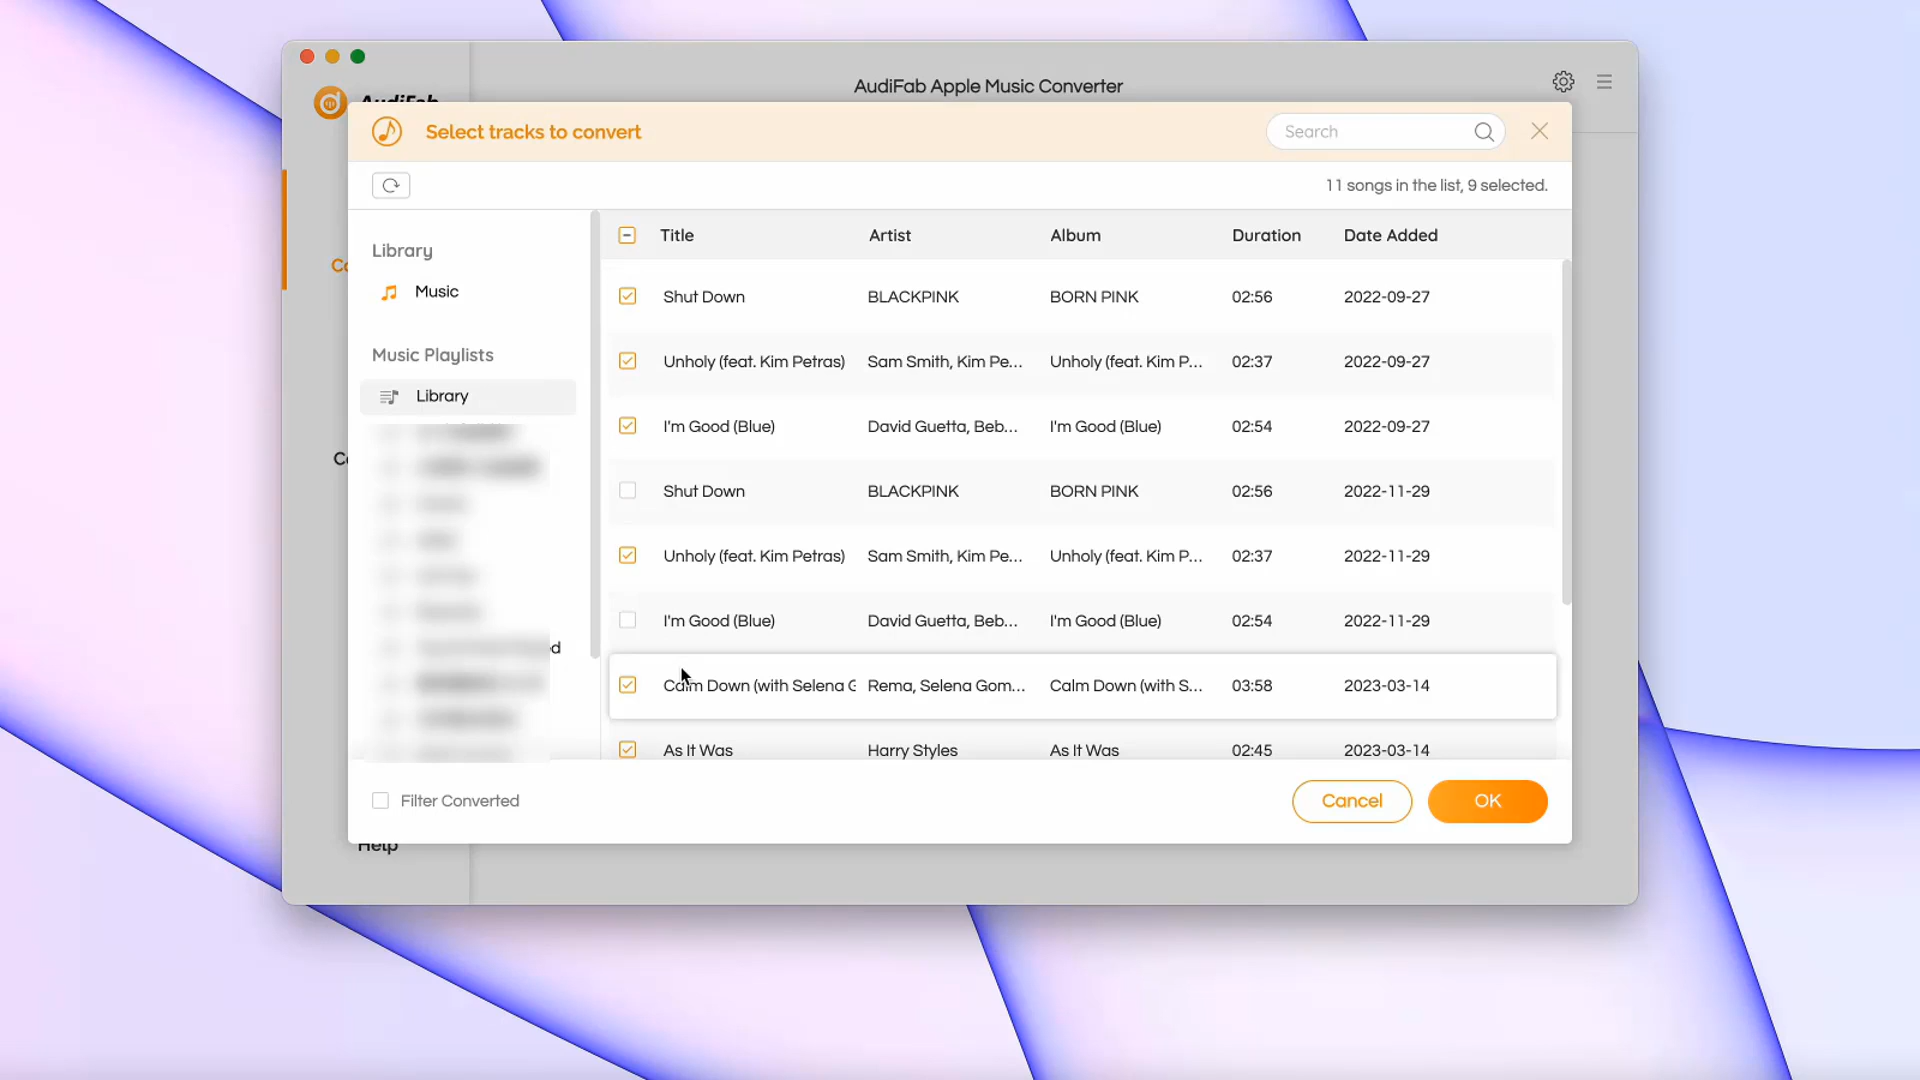 AudiFab Apple Music Converter
AudiFab
Select tracks to convert
Search
11 songs in the list, 9 selected.
Library
Music
Music Playlists
Library
Title Artist Album Duration Date Added
Shut Down BLACKPINK BORN PINK 02:56 2022-09-27
Unholy (feat. Kim Petras) Sam Smith, Kim Pe... Unholy (feat. Kim P... 02:37 2022-09-27
I'm Good (Blue) David Guetta, Beb... I'm Good (Blue) 02:54 2022-09-27
Shut Down BLACKPINK BORN PINK 02:56 2022-11-29
Unholy (feat. Kim Petras) Sam Smith, Kim Pe... Unholy (feat. Kim P... 02:37 2022-11-29
I'm Good (Blue) David Guetta, Beb... I'm Good (Blue) 02:54 2022-11-29
Calm Down (with Selena G Rema, Selena Gom... Calm Down (with S... 03:58 2023-03-14
As It Was Harry Styles As It Was 02:45 2023-03-14
Filter Converted
Cancel
OK
Help